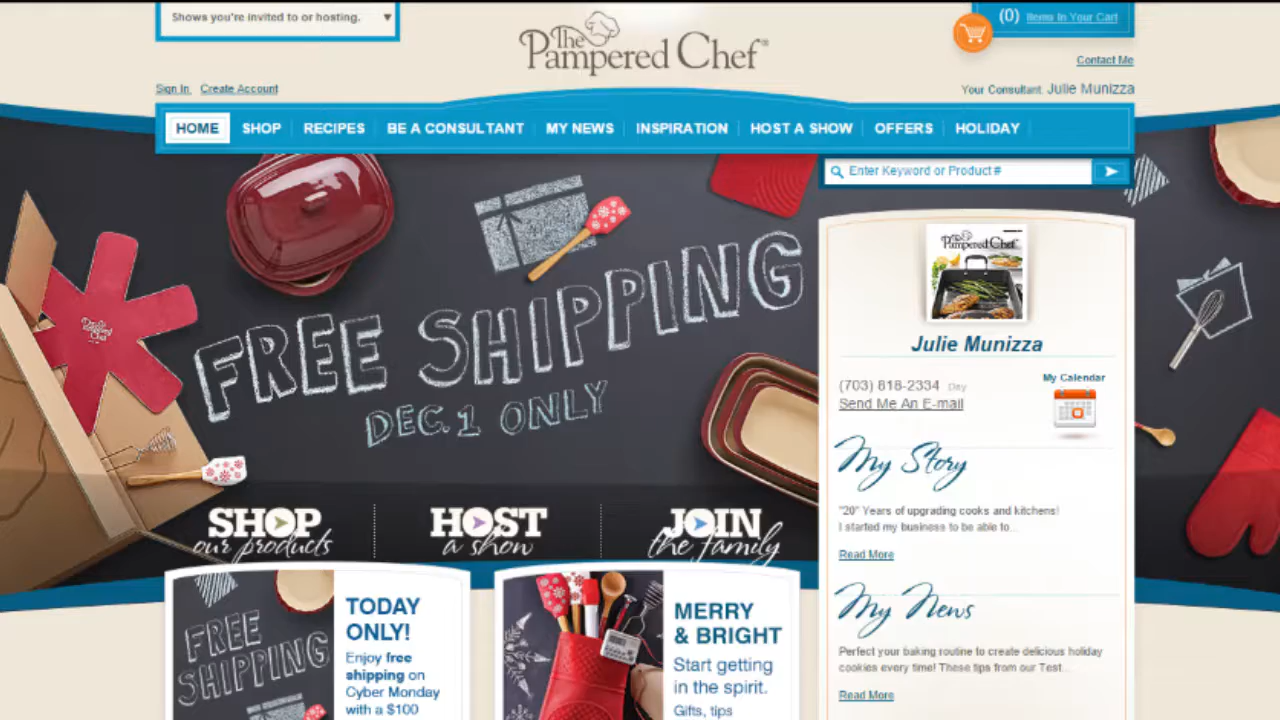 Shows you're invited to or hosting.
The
Pampered Chef®
(0) Items In Your Cart
Contact Me
Sign In Create Account
Your Consultant: Julie Munizza
HOME SHOP RECIPES BE A CONSULTANT MY NEWS INSPIRATION HOST A SHOW OFFERS HOLIDAY
Enter Keyword or Product #
FREE SHIPPING
DEC. 1 ONLY
The
Pampered Chef
Julie Munizza
(703) 818-2334 Day
My Calendar
Send Me An E-mail
My Story
"20" Years of upgrading cooks and kitchens!
I started my business to be able to...
Read More
My News
Perfect your baking routine to create delicious holiday
cookies every time! These tips from our Test...
Read More
SHOP
our products
HOST
a show
JOIN
the family
FREE
SHIPPING
TODAY
ONLY!
Enjoy free
shipping on
Cyber Monday
with a $100
MERRY
& BRIGHT
Start getting
in the spirit.
Gifts, tips